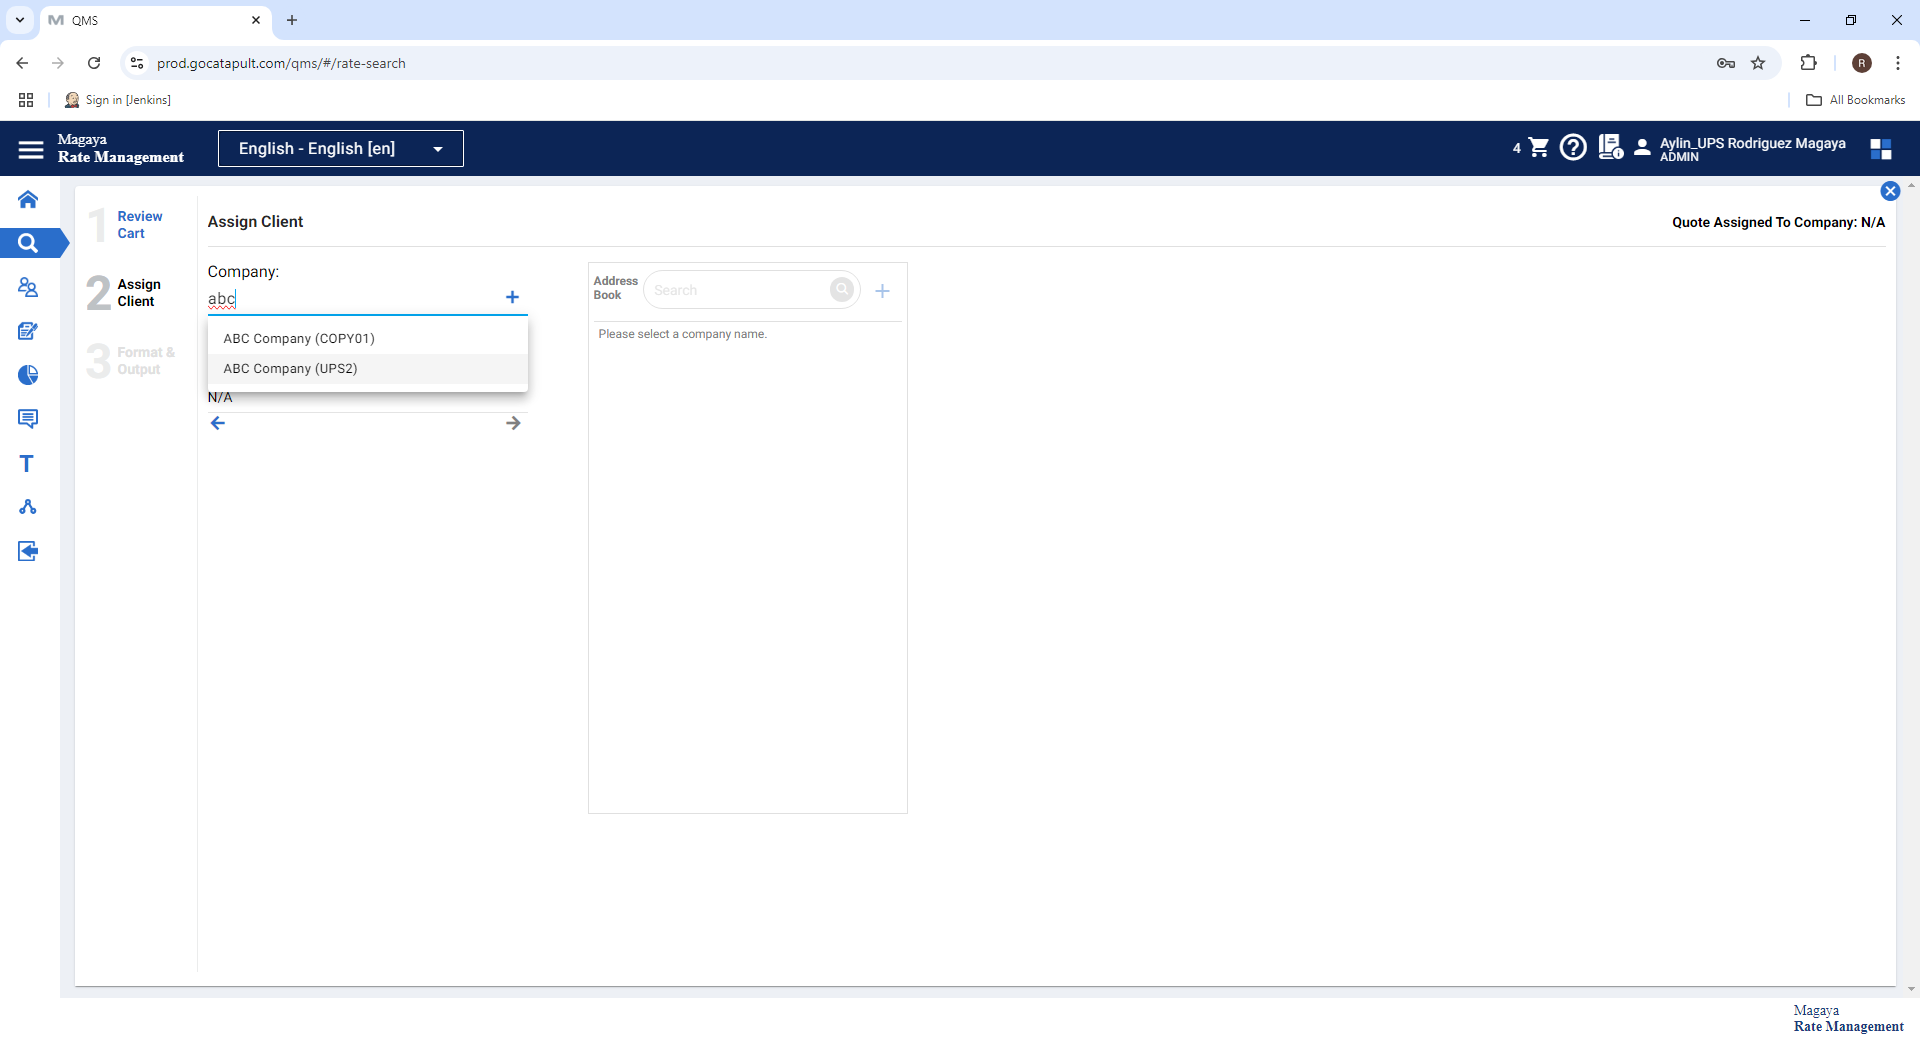 QMS
prod.gocatapult.com/qms/#/rate-search
R
Sign in [Jenkins]
All Bookmarks
Magaya
Rate Management
English - English [en]
4
Aylin_UPS Rodriguez Magaya
ADMIN
1
Review
Cart
2
Assign
Client
3
Format &
Output
Assign Client
Quote Assigned To Company: N/A
Company:
abc
ABC Company (COPY01)
ABC Company (UPS2)
N/A
Address
Book
Search
Please select a company name.
T
Magaya
Rate Management